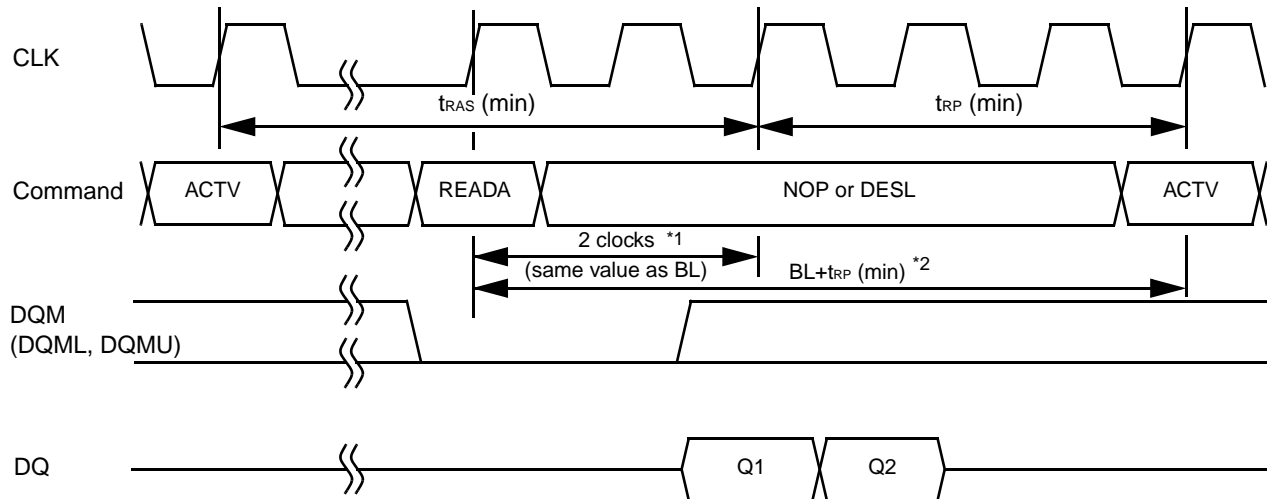 CLK
tRAS (min)
tRP (min)
Command
ACTV
READA
NOP or DESL
ACTV
2 clocks *1
(same value as BL)
BL+tRP (min) *2
DQM
(DQML, DQMU)
DQ
Q1
Q2